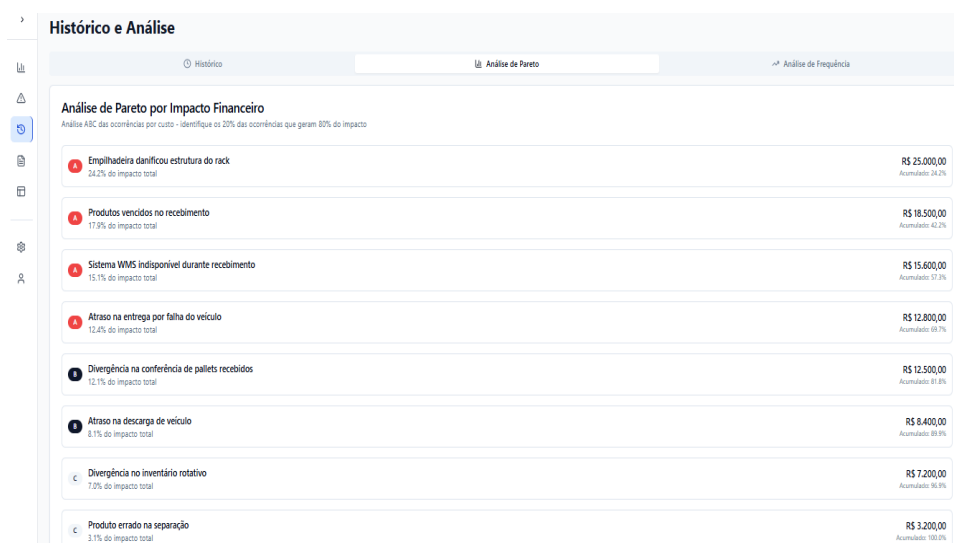 Histórico e Análise
Histórico
Análise de Pareto
Análise de Frequência
Análise de Pareto por Impacto Financeiro
Análise ABC das ocorrências por custo - identifique os 20% das ocorrências que geram 80% do impacto
A
Empilhadeira danificou estrutura do rack
R$ 25.000,00
24.2% do impacto total
Acumulado: 24.2%
A
Produtos vencidos no recebimento
R$ 18.500,00
17.9% do impacto total
Acumulado: 42.2%
A
Sistema WMS indisponível durante recebimento
R$ 15.600,00
15.1% do impacto total
Acumulado: 57.3%
A
Atraso na entrega por falha do veículo
R$ 12.800,00
12.4% do impacto total
Acumulado: 69.7%
B
Divergência na conferência de pallets recebidos
R$ 12.500,00
12.1% do impacto total
Acumulado: 81.8%
B
Atraso na descarga de veículo
R$ 8.400,00
8.1% do impacto total
Acumulado: 89.9%
C
Divergência no inventário rotativo
R$ 7.200,00
7.0% do impacto total
Acumulado: 96.9%
C
Produto errado na separação
R$ 3.200,00
3.1% do impacto total
Acumulado: 100.0%